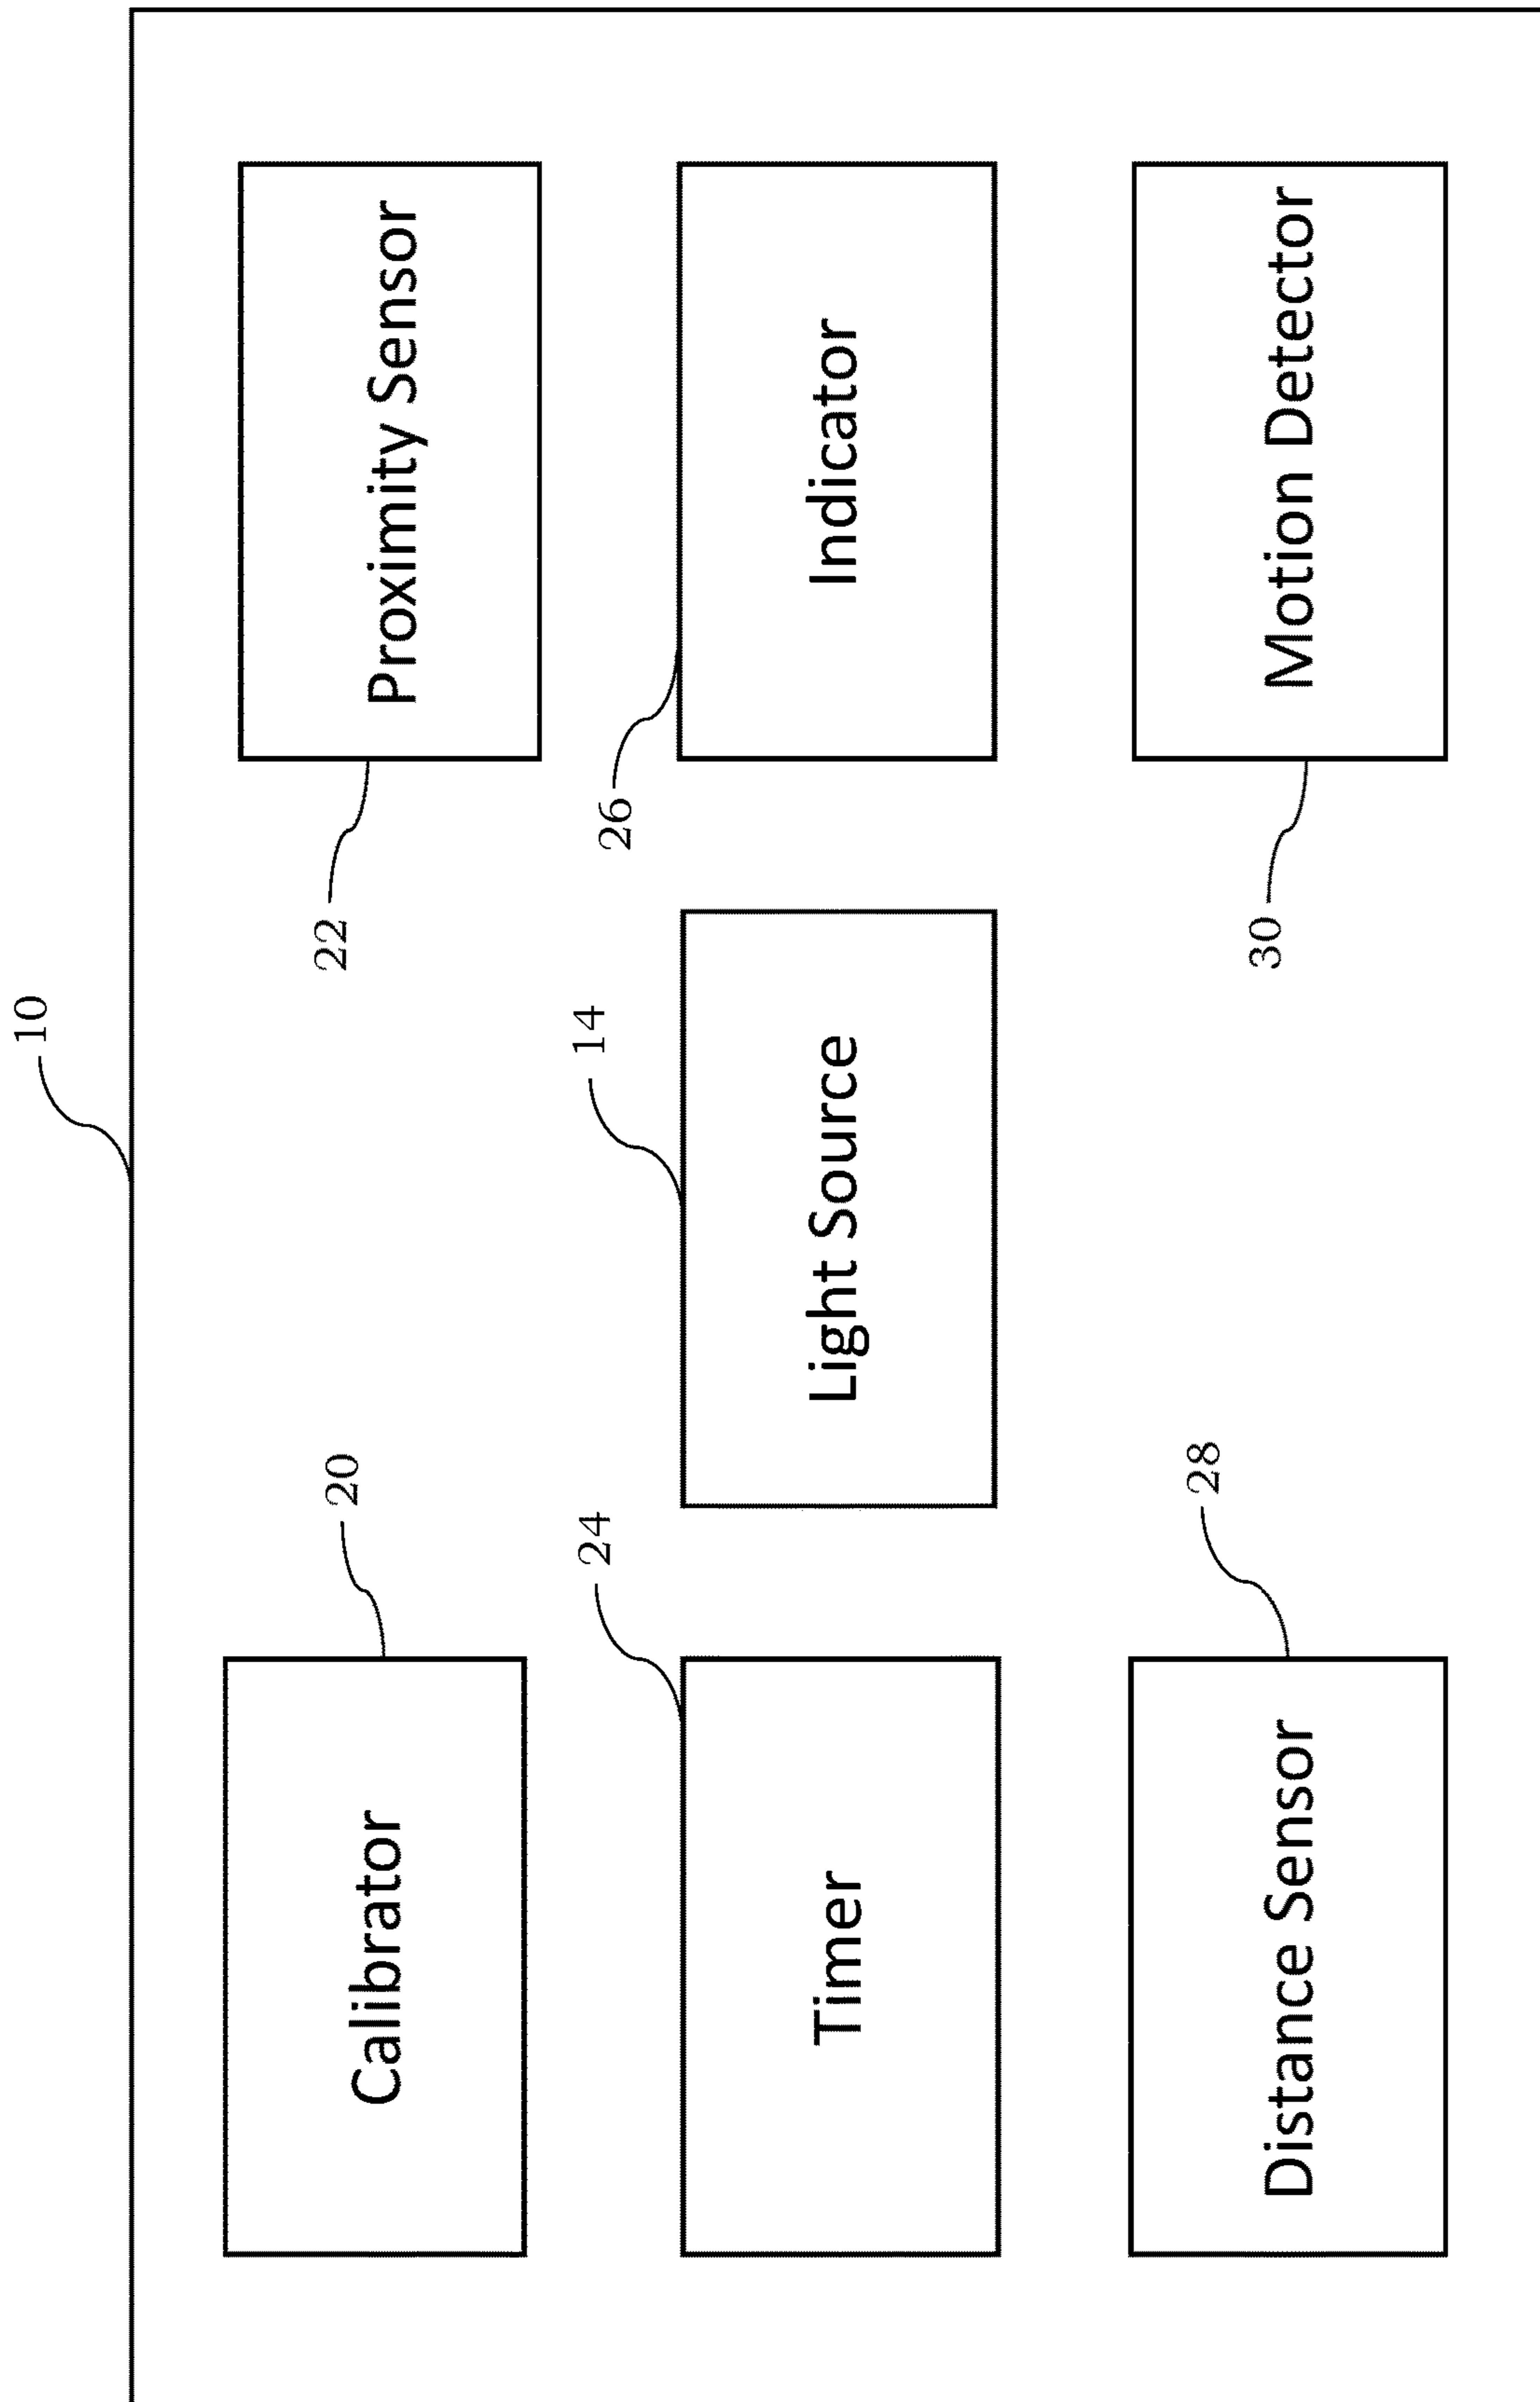 10
Calibrator
20
22
Proximity Sensor
Timer
24
Light Source
14
26
Indicator
Distance Sensor
28
30
Motion Detector